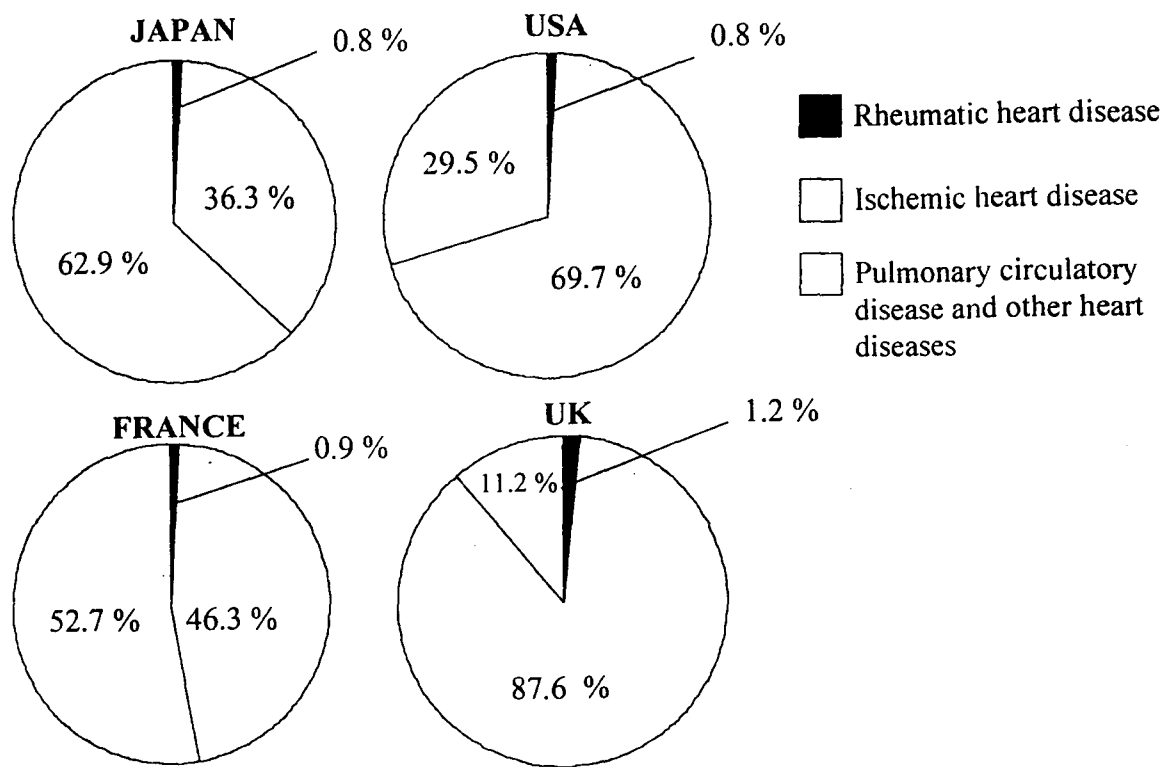 JAPAN
0.8 %
36.3 %
62.9 %
USA
0.8 %
29.5 %
69.7 %
Rheumatic heart disease
Ischemic heart disease
Pulmonary circulatory
disease and other heart
diseases
FRANCE
0.9 %
52.7 %
46.3 %
UK
1.2 %
11.2 %
87.6 %